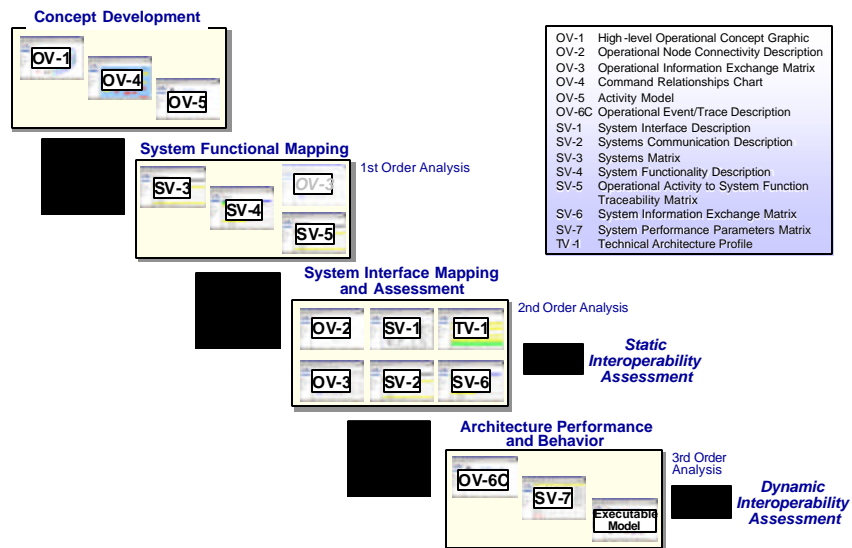 Concept Development
OV-1
OV-4
OV-5
OV-1 High-level Operational Concept Graphic
OV-2 Operational Node Connectivity Description
OV-3 Operational Information Exchange Matrix
OV-4 Command Relationships Chart
OV-5 Activity Model
OV-6C Operational Event/Trace Description
SV-1 System Interface Description
SV-2 Systems Communication Description
SV-3 Systems Matrix
SV-4 System Functionality Description
SV-5 Operational Activity to System Function
Traceability Matrix
SV-6 System Information Exchange Matrix
SV-7 System Performance Parameters Matrix
TV-1 Technical Architecture Profile
System Functional Mapping
1st Order Analysis
SV-3
SV-4
OV-3
SV-5
System Interface Mapping
and Assessment
2nd Order Analysis
OV-2
SV-1
TV-1
OV-3
SV-2
SV-6
Static
Interoperability
Assessment
Architecture Performance
and Behavior
3rd Order
Analysis
OV-6C
SV-7
Executable
Model
Dynamic
Interoperability
Assessment